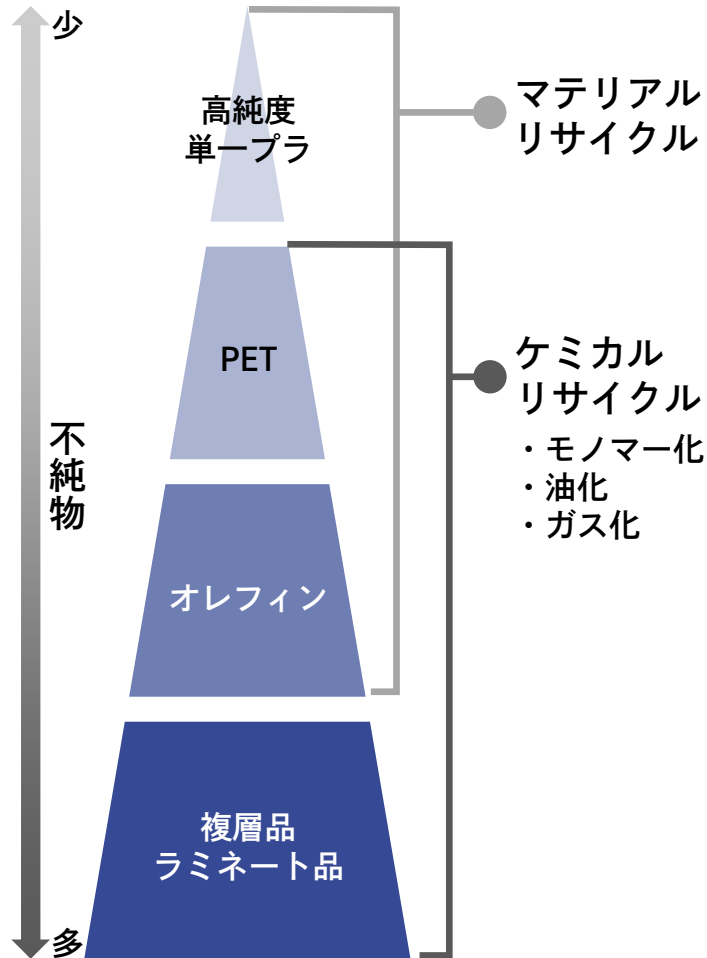 少
高純度
単一プラ
マテリアル
リサイクル
PET
ケミカル
リサイクル
・モノマー化
・油化
・ガス化
不純物
オレフィン
複層品
ラミネート品
多